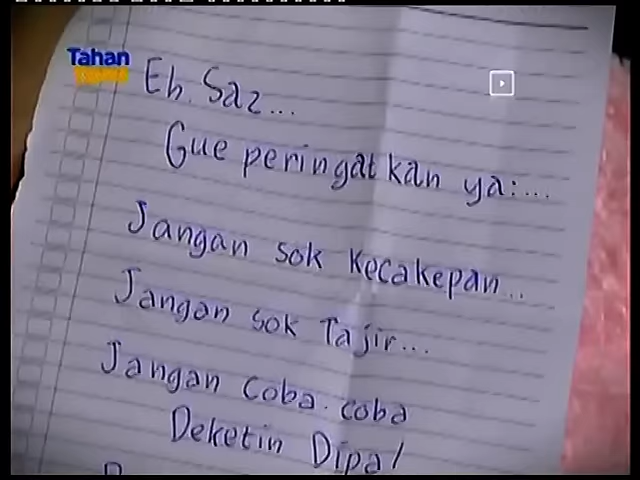 Tahan
Eh. Saz...
Gue peringatkan ya:...
Jangan sok Kecakepan...
Jangan sok Tajir...
Jangan Coba.coba
Deketin Dipa!